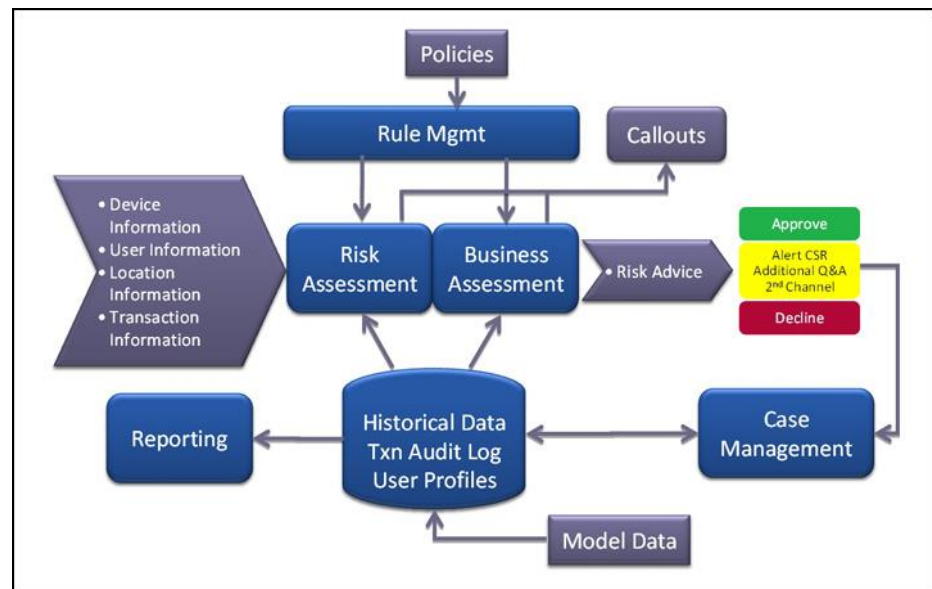 Policies
Rule Mgmt
Callouts
• Device
Information
• User Information
• Location
Information
• Transaction
Information
Risk
Assessment
Business
Assessment
• Risk Advice
Approve
Alert CSR
Additional Q&A
2nd Channel
Decline
Reporting
Historical Data
Txn Audit Log
User Profiles
Case
Management
Model Data